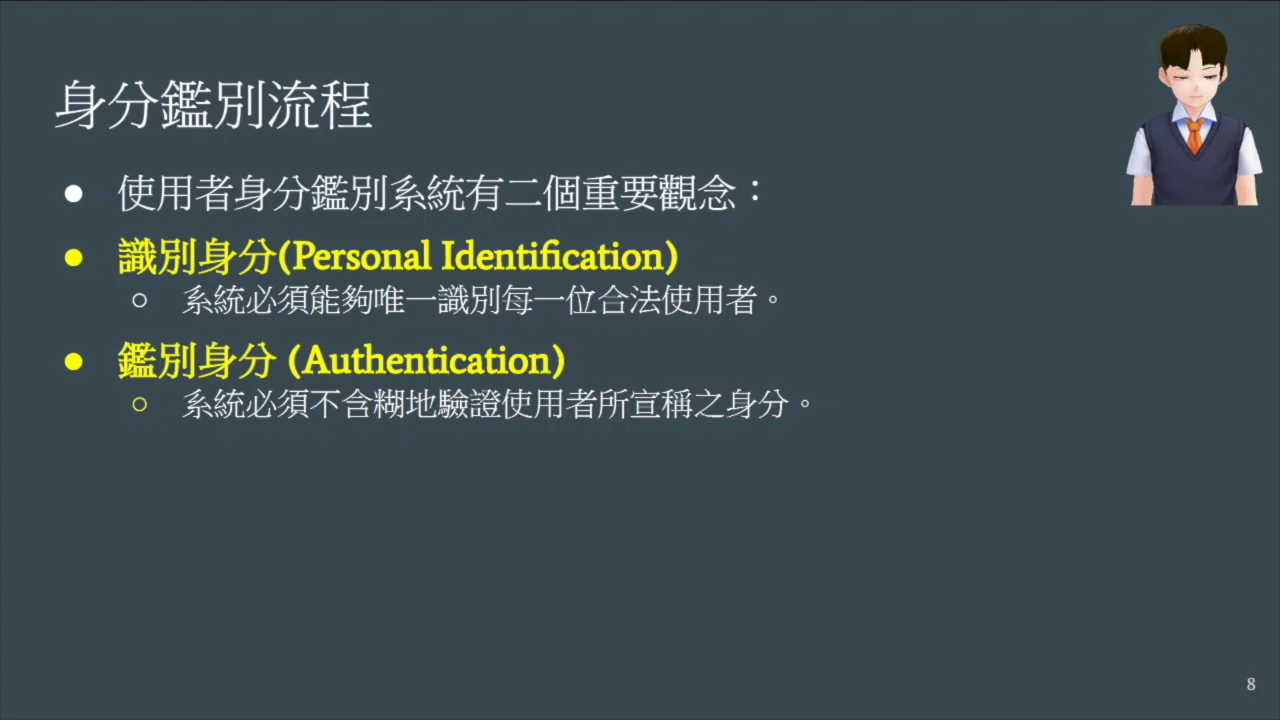 身分鑑別流程
● 使用者身分鑑別系統有二個重要觀念：
● 識別身分(Personal Identification)
○ 系統必須能夠唯一識別每一位合法使用者。
● 鑑別身分 (Authentication)
○ 系統必須不含糊地驗證使用者所宣稱之身分。
8